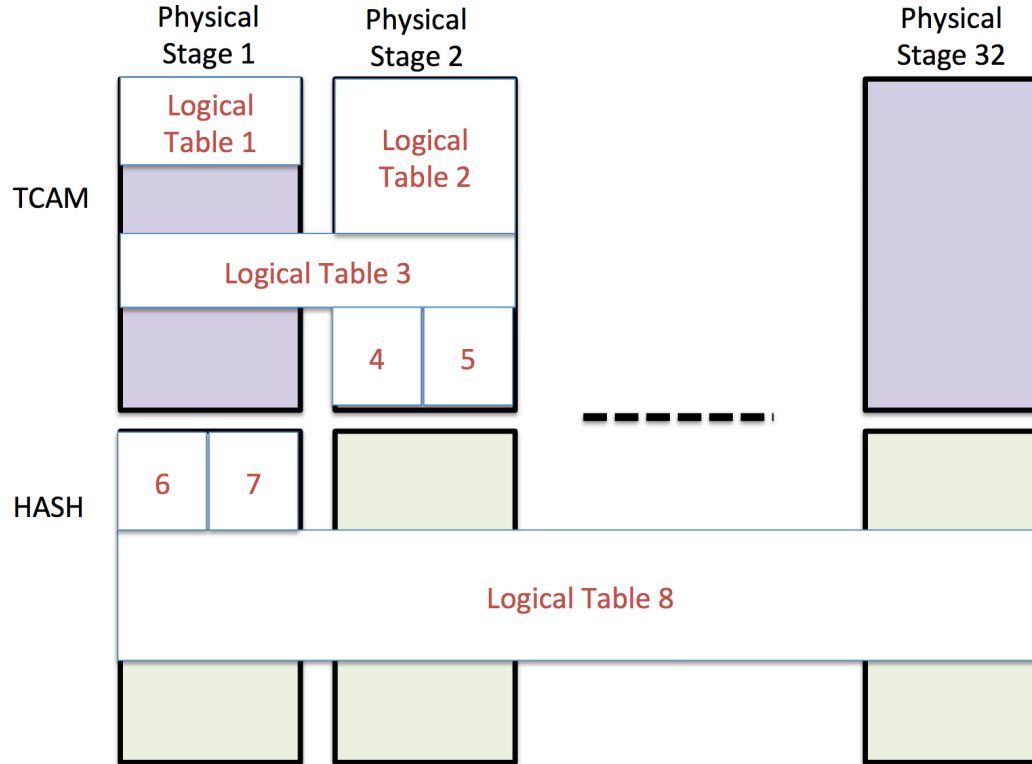 Physical
Stage 1
Physical
Stage 2
Physical
Stage 32
Logical
Table 1
Logical
Table 2
TCAM
Logical Table 3
4
5
6
7
HASH
Logical Table 8